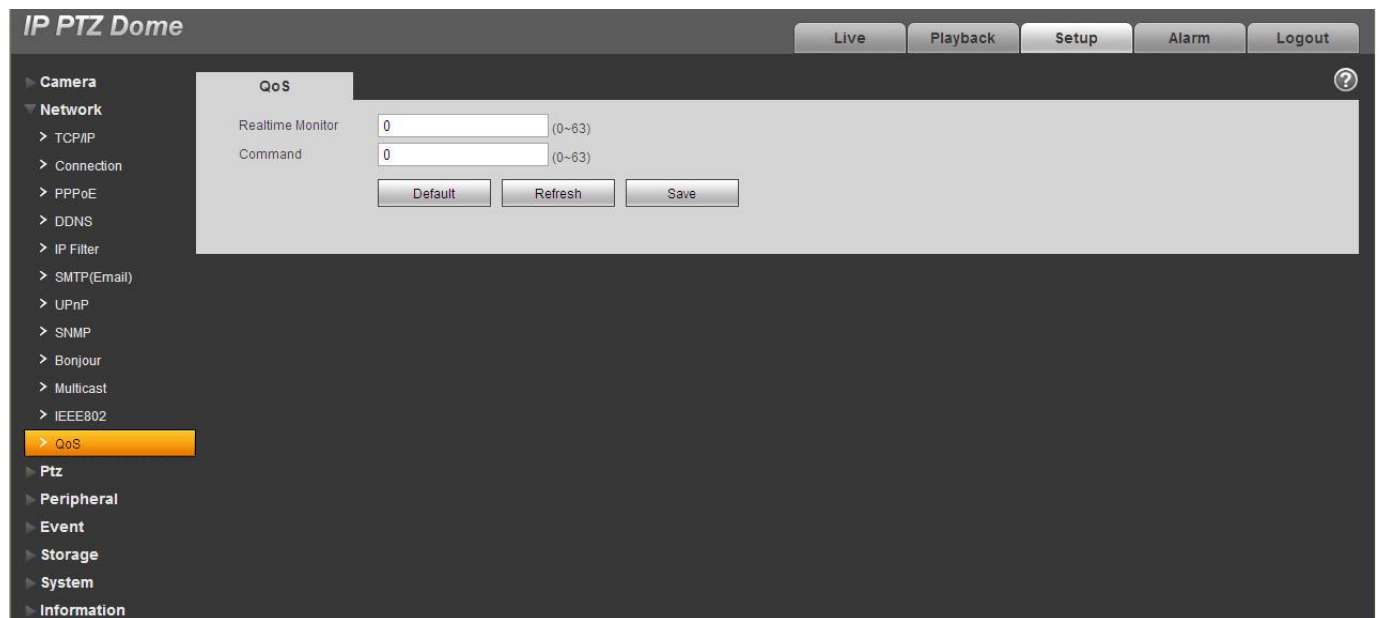 IP PTZ Dome
Live Playback Setup Alarm Logout
Camera
Network
> TCP/IP
> Connection
> PPPoE
> DDNS
> IP Filter
> SMTP(Email)
> UPnP
> SNMP
> Bonjour
> Multicast
> IEEE802
> QoS
Ptz
Peripheral
Event
Storage
System
Information
QoS ?
Realtime Monitor 0 (0~63)
Command 0 (0~63)
Default Refresh Save